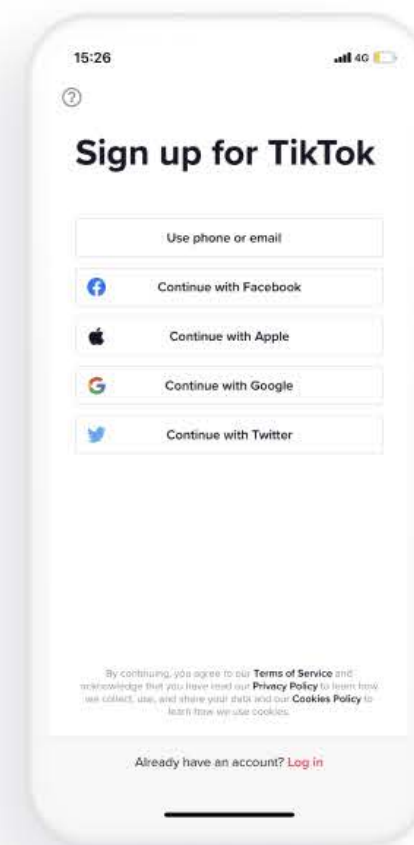 15:26
4G
?
Sign up for TikTok
Use phone or email
Continue with Facebook
Continue with Apple
Continue with Google
Continue with Twitter
By continuing, you agree to our Terms of Service and
acknowledge that you have read our Privacy Policy to learn how
we collect, use, and share your data and our Cookies Policy to
learn how we use cookies.
Already have an account? Log in